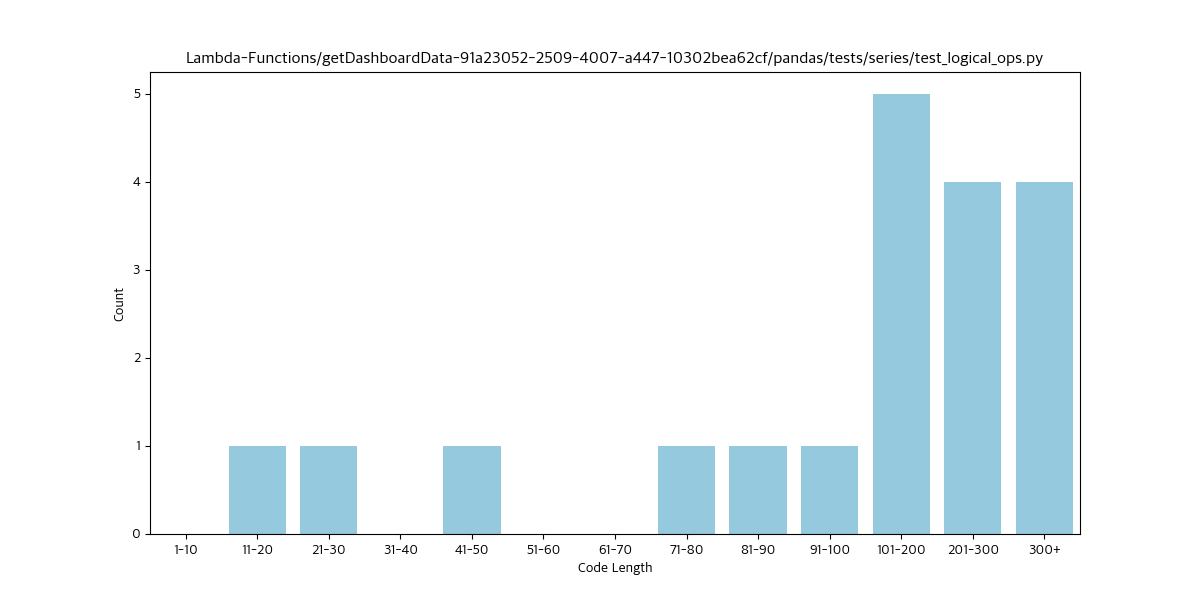 Lambda-Functions/getDashboardData-91a23052-2509-4007-a447-10302bea62cf/pandas/tests/series/test_logical_ops.py
5
4
3
2
1
0
Count
1-10 11-20 21-30 31-40 41-50 51-60 61-70 71-80 81-90 91-100 101-200 201-300 300+
Code Length